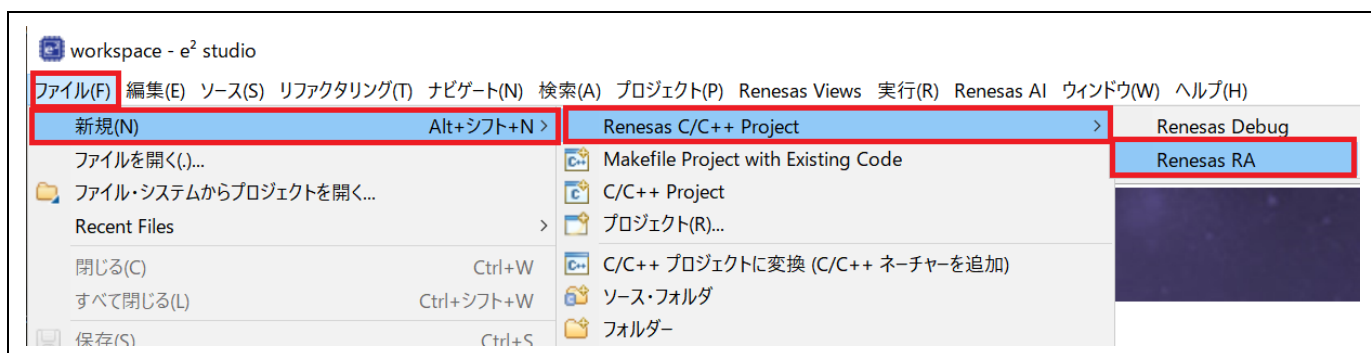 workspace - e² studio
ファイル(F) 編集(E) ソース(S) リファクタリング(T) ナビゲート(N) 検索(A) プロジェクト(P) Renesas Views 実行(R) Renesas AI ウィンドウ(W) ヘルプ(H)
新規(N) Alt+シフト+N >
ファイルを開く(.)...
ファイル・システムからプロジェクトを開く...
Recent Files >
閉じる(C) Ctrl+W
すべて閉じる(L) Ctrl+シフト+W
保存(S) Ctrl+S
Renesas C/C++ Project >
Makefile Project with Existing Code
C/C++ Project
プロジェクト(R)...
C/C++ プロジェクトに変換 (C/C++ ネーチャーを追加)
ソース・フォルダ
フォルダー
Renesas Debug
Renesas RA